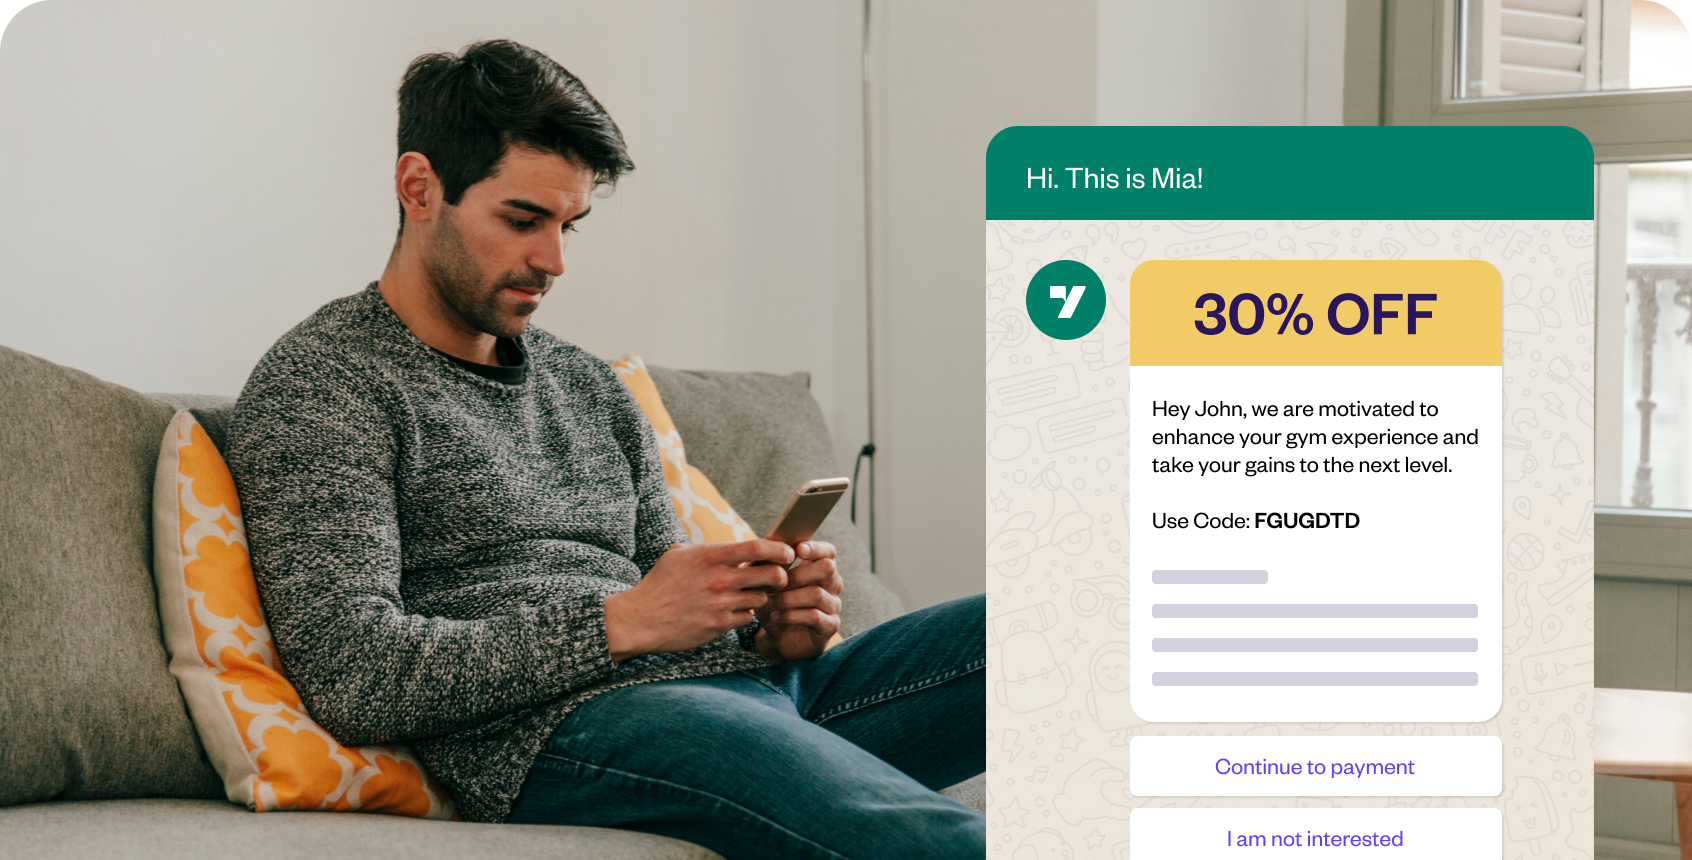 Hi. This is Mia!
30% OFF
Hey John, we are motivated to
enhance your gym experience and
take your gains to the next level.
Use Code: FGUGDTD
Continue to payment
I am not interested